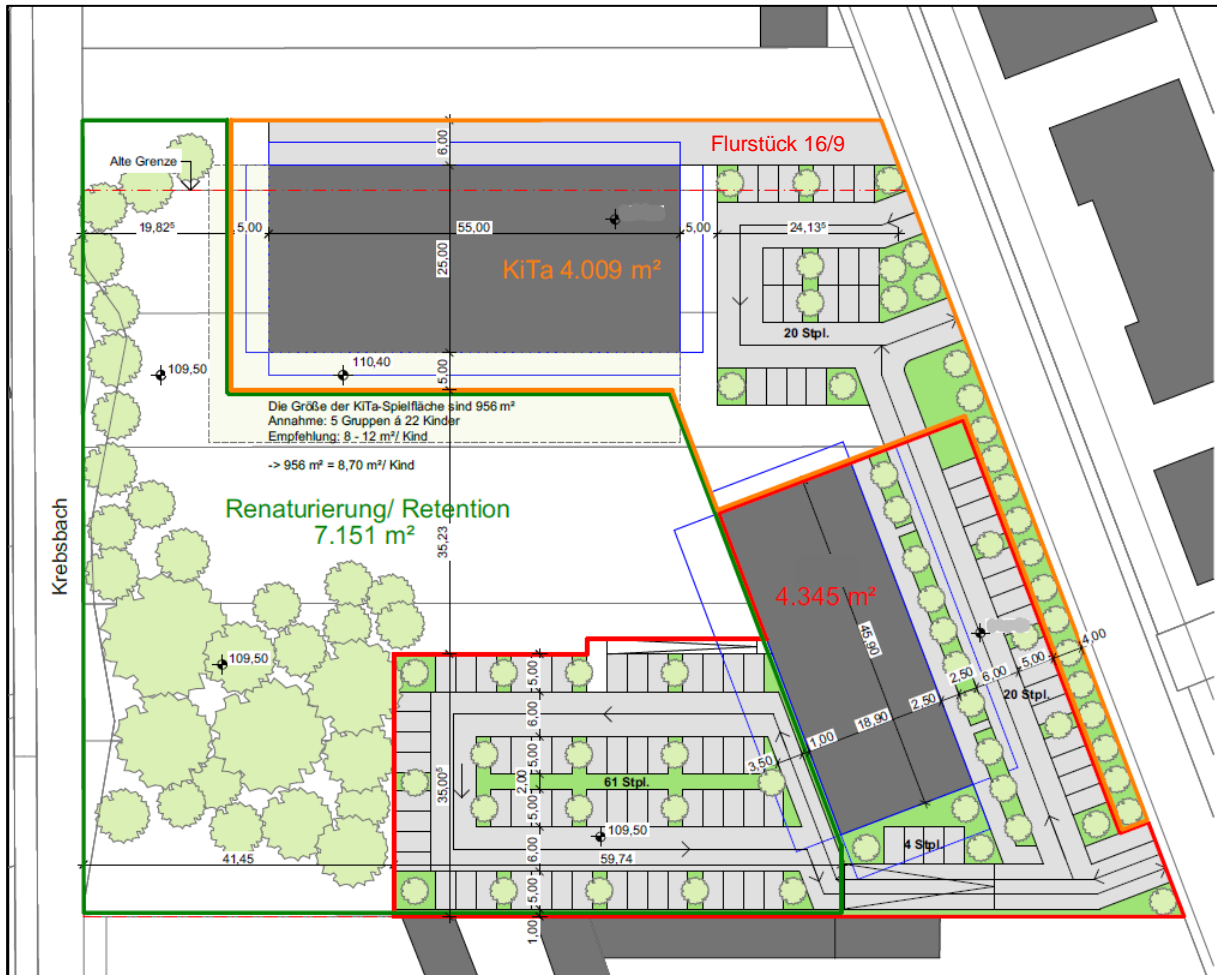 Flurstück 16/9
Alte Grenze
6,00
19,82⁵
5,00
55,00
5,00
24,13⁵
25,00
KiTa 4.009 m²
20 Stpl.
109,50
110,40
5,00
Die Größe der KiTa-Spielfläche sind 956 m²
Annahme: 5 Gruppen á 22 Kinder
Empfehlung: 8 - 12 m²/ Kind
-> 956 m² = 8,70 m²/ Kind
Renaturierung/ Retention
7.151 m²
35,23
Krebsbach
4.345 m²
45,90
109,50
5,00
6,00
5,00
2,00
5,00
6,00
5,00
1,00
35,00⁵
61 Stpl.
109,50
3,50
1,00
18,90
2,50
2,50
6,00
5,00
4,00
20 Stpl.
4 Stpl.
41,45
59,74